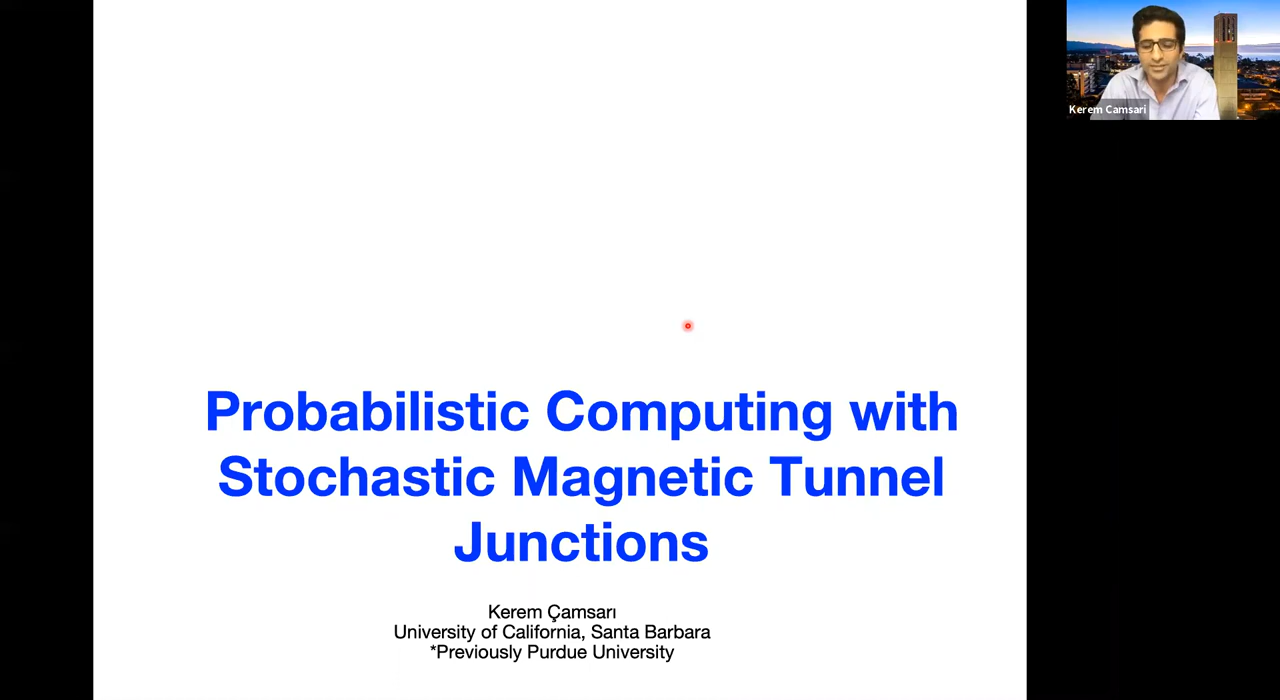 Kerem Camsari
Probabilistic Computing with
Stochastic Magnetic Tunnel
Junctions
Kerem Çamsarı
University of California, Santa Barbara
*Previously Purdue University